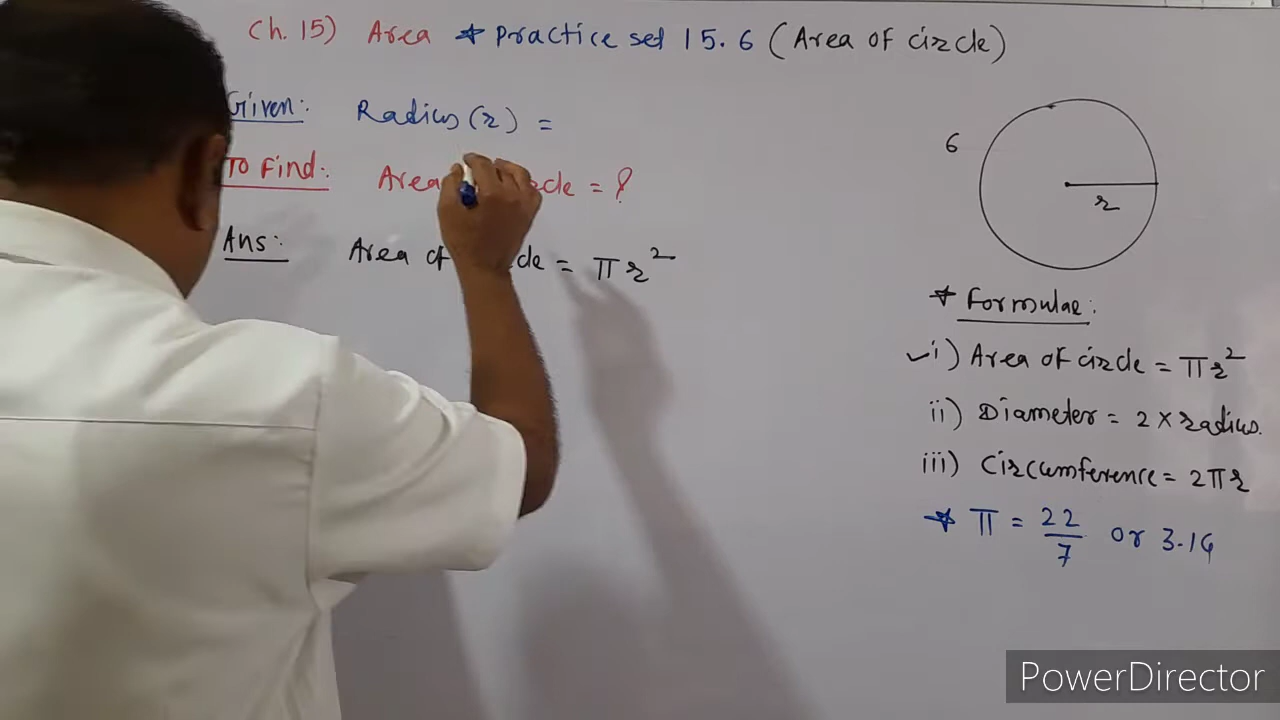 Ch. 15) Area * Practice set 15.6 (Area of circle)
Given: Radius (r) =
To Find: Area = ?
Ans: Area of = πr²
6
r
* Formulae:
✓i) Area of circle = πr²
ii) Diameter = 2 × radius.
iii) Circumference = 2πr
* π = 22/7 or 3.14
PowerDirector